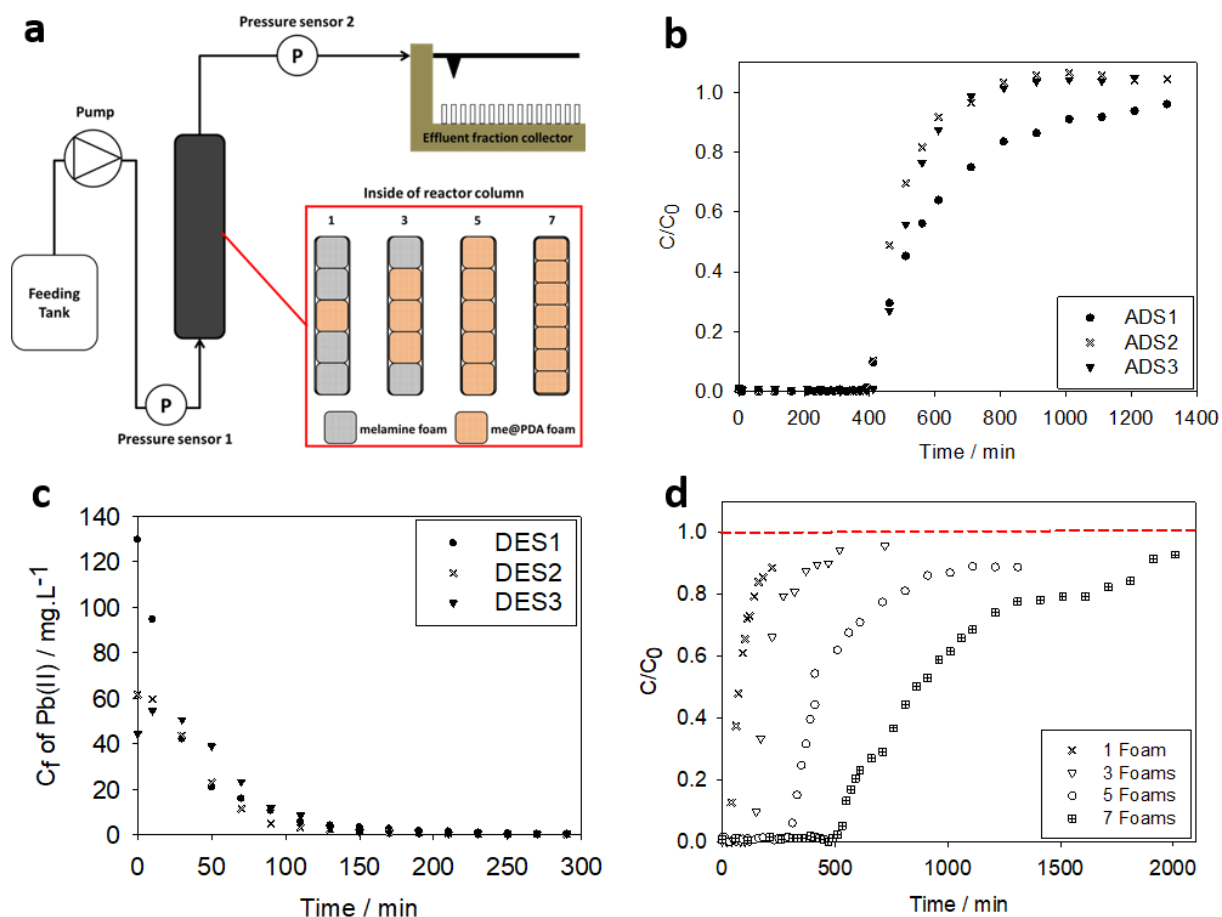 a
Pressure sensor 2
P
Pump
Effluent fraction collector
Inside of reactor column
1 3 5 7
Feeding
Tank
P
Pressure sensor 1
melamine foam
me@PDA foam
b
C/C0
1.0
0.8
0.6
0.4
0.2
0.0
ADS1
ADS2
ADS3
0 200 400 600 800 1000 1200 1400
Time / min
c
Cf of Pb(II) / mg.L-1
140
120
100
80
60
40
20
0
DES1
DES2
DES3
0 50 100 150 200 250 300
Time / min
d
C/C0
1.0
0.8
0.6
0.4
0.2
0.0
1 Foam
3 Foams
5 Foams
7 Foams
0 500 1000 1500 2000
Time / min